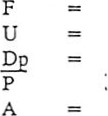 F =
U =
Dp =
P ;
A =